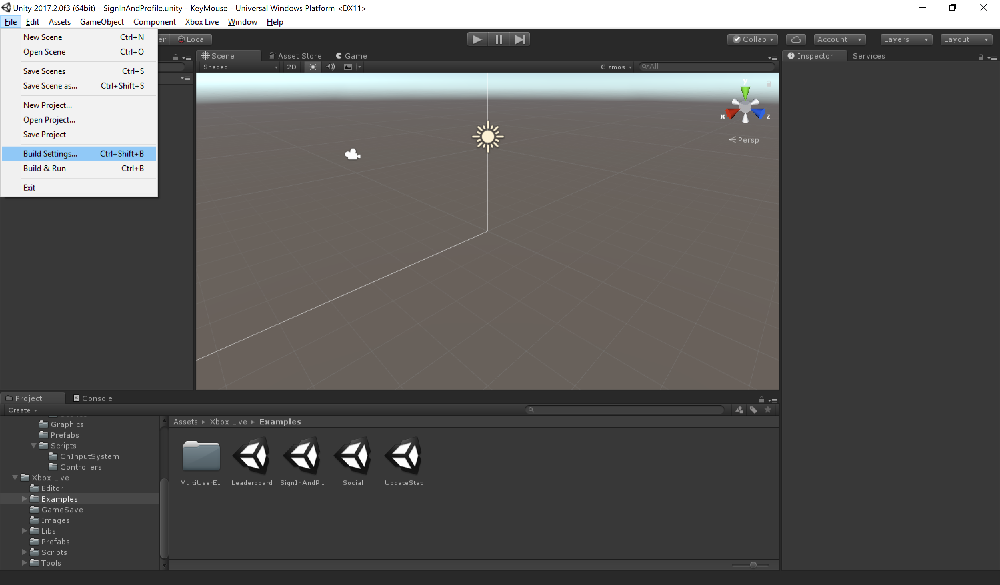 Unity 2017.2.0f3 (64bit) - SignInAndProfile.unity - KeyMouse - Universal Windows Platform <DX11>
File Edit Assets GameObject Component Xbox Live Window Help
New Scene Ctrl+N
Open Scene Ctrl+O
Save Scenes Ctrl+S
Save Scene as... Ctrl+Shift+S
New Project...
Open Project...
Save Project
Build Settings... Ctrl+Shift+B
Build & Run Ctrl+B
Exit
er Local
Collab Account Layers Layout
Scene Asset Store Game
Shaded 2D Gizmos All
Inspector Services
y
x z
Persp
Project Console
Create
Graphics
Prefabs
Scripts
CnInputSystem
Controllers
Xbox Live
Editor
Examples
GameSave
Images
Libs
Prefabs
Scripts
Tools
Assets Xbox Live Examples
MultiUserE... Leaderboard SignInAndP... Social UpdateStat